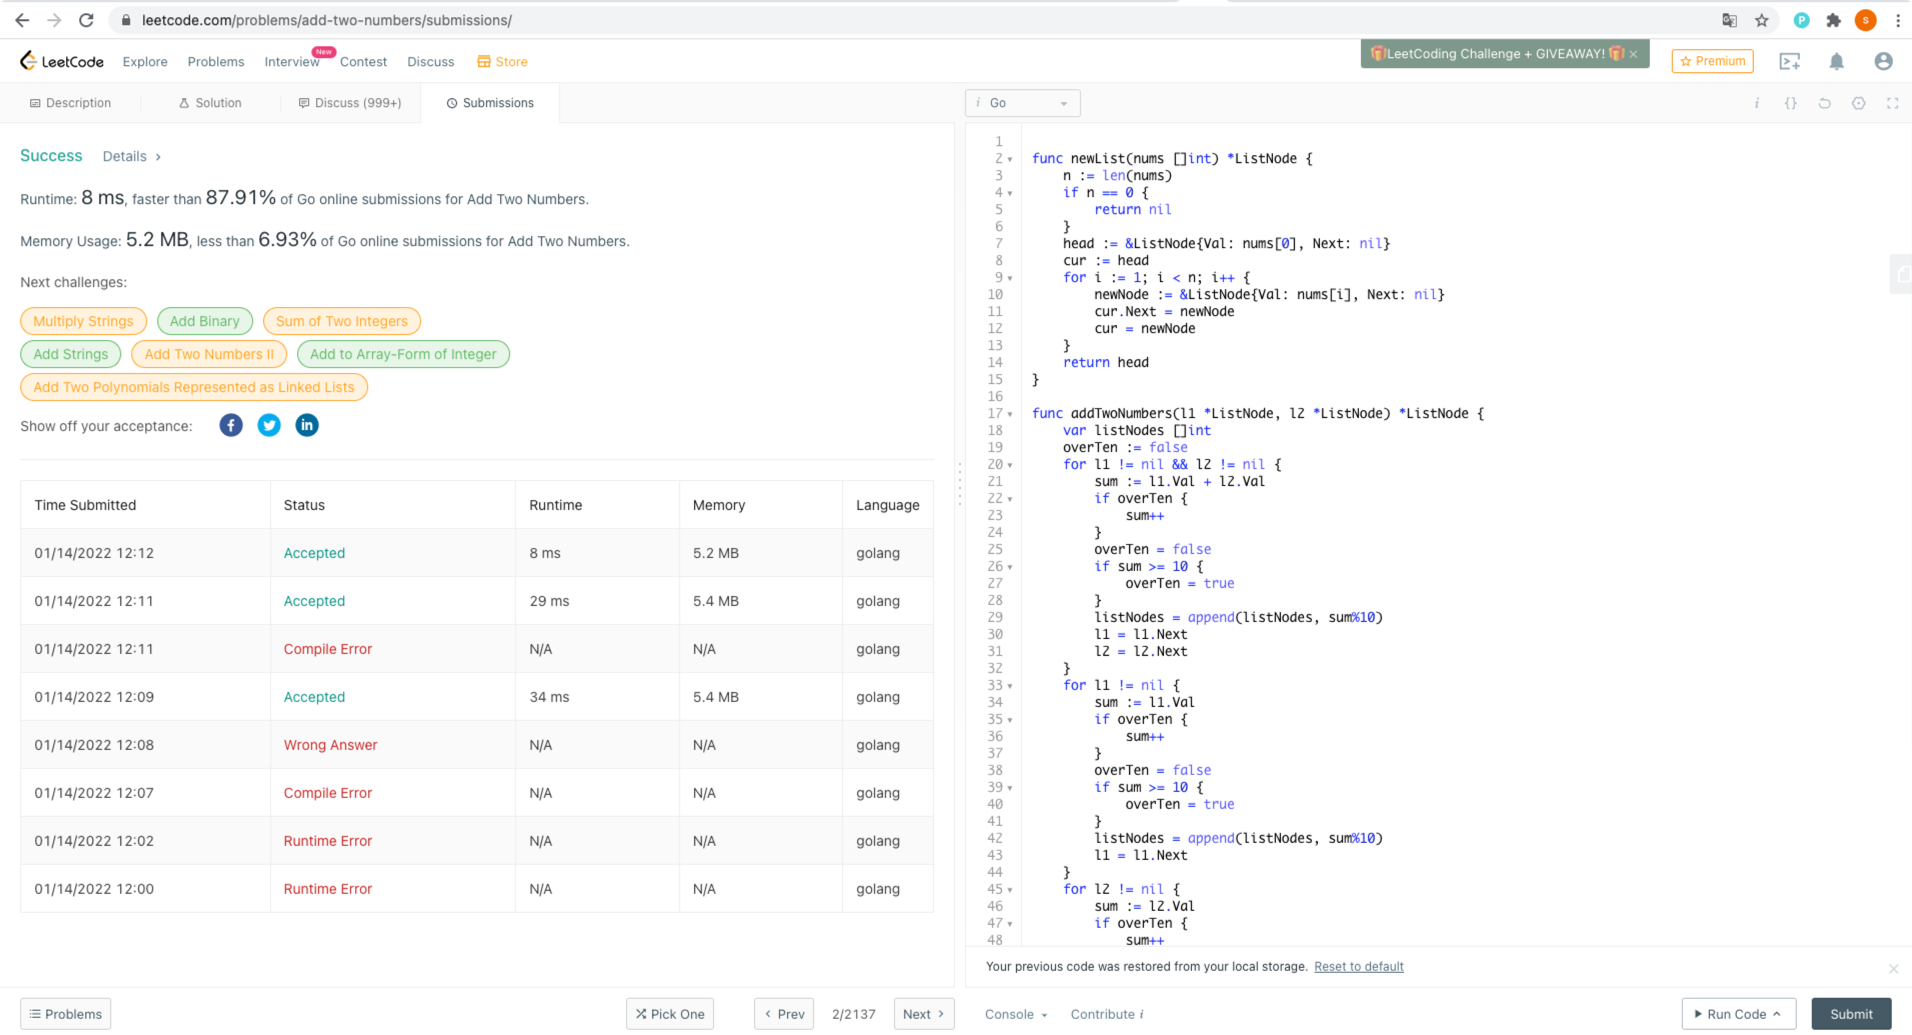 leetcode.com/problems/add-two-numbers/submissions/
P
S
LeetCode
Explore
Problems
Interview
New
Contest
Discuss
Store
LeetCoding Challenge + GIVEAWAY!
×
Premium
Description
Solution
Discuss (999+)
Submissions
i Go
i
{}
Success
Details >
Runtime: 8 ms, faster than 87.91% of Go online submissions for Add Two Numbers.
Memory Usage: 5.2 MB, less than 6.93% of Go online submissions for Add Two Numbers.
Next challenges:
Multiply Strings
Add Binary
Sum of Two Integers
Add Strings
Add Two Numbers II
Add to Array-Form of Integer
Add Two Polynomials Represented as Linked Lists
Show off your acceptance:
f
in
Time Submitted Status Runtime Memory Language
01/14/2022 12:12 Accepted 8 ms 5.2 MB golang
01/14/2022 12:11 Accepted 29 ms 5.4 MB golang
01/14/2022 12:11 Compile Error N/A N/A golang
01/14/2022 12:09 Accepted 34 ms 5.4 MB golang
01/14/2022 12:08 Wrong Answer N/A N/A golang
01/14/2022 12:07 Compile Error N/A N/A golang
01/14/2022 12:02 Runtime Error N/A N/A golang
01/14/2022 12:00 Runtime Error N/A N/A golang
1
2 func newList(nums []int) *ListNode {
3 n := len(nums)
4 if n == 0 {
5 return nil
6 }
7 head := &ListNode{Val: nums[0], Next: nil}
8 cur := head
9 for i := 1; i < n; i++ {
10 newNode := &ListNode{Val: nums[i], Next: nil}
11 cur.Next = newNode
12 cur = newNode
13 }
14 return head
15 }
16
17 func addTwoNumbers(l1 *ListNode, l2 *ListNode) *ListNode {
18 var listNodes []int
19 overTen := false
20 for l1 != nil && l2 != nil {
21 sum := l1.Val + l2.Val
22 if overTen {
23 sum++
24 }
25 overTen = false
26 if sum >= 10 {
27 overTen = true
28 }
29 listNodes = append(listNodes, sum%10)
30 l1 = l1.Next
31 l2 = l2.Next
32 }
33 for l1 != nil {
34 sum := l1.Val
35 if overTen {
36 sum++
37 }
38 overTen = false
39 if sum >= 10 {
40 overTen = true
41 }
42 listNodes = append(listNodes, sum%10)
43 l1 = l1.Next
44 }
45 for l2 != nil {
46 sum := l2.Val
47 if overTen {
48 sum++
Your previous code was restored from your local storage. Reset to default
×
Problems
Pick One
< Prev
2/2137
Next >
Console
Contribute i
Run Code
Submit